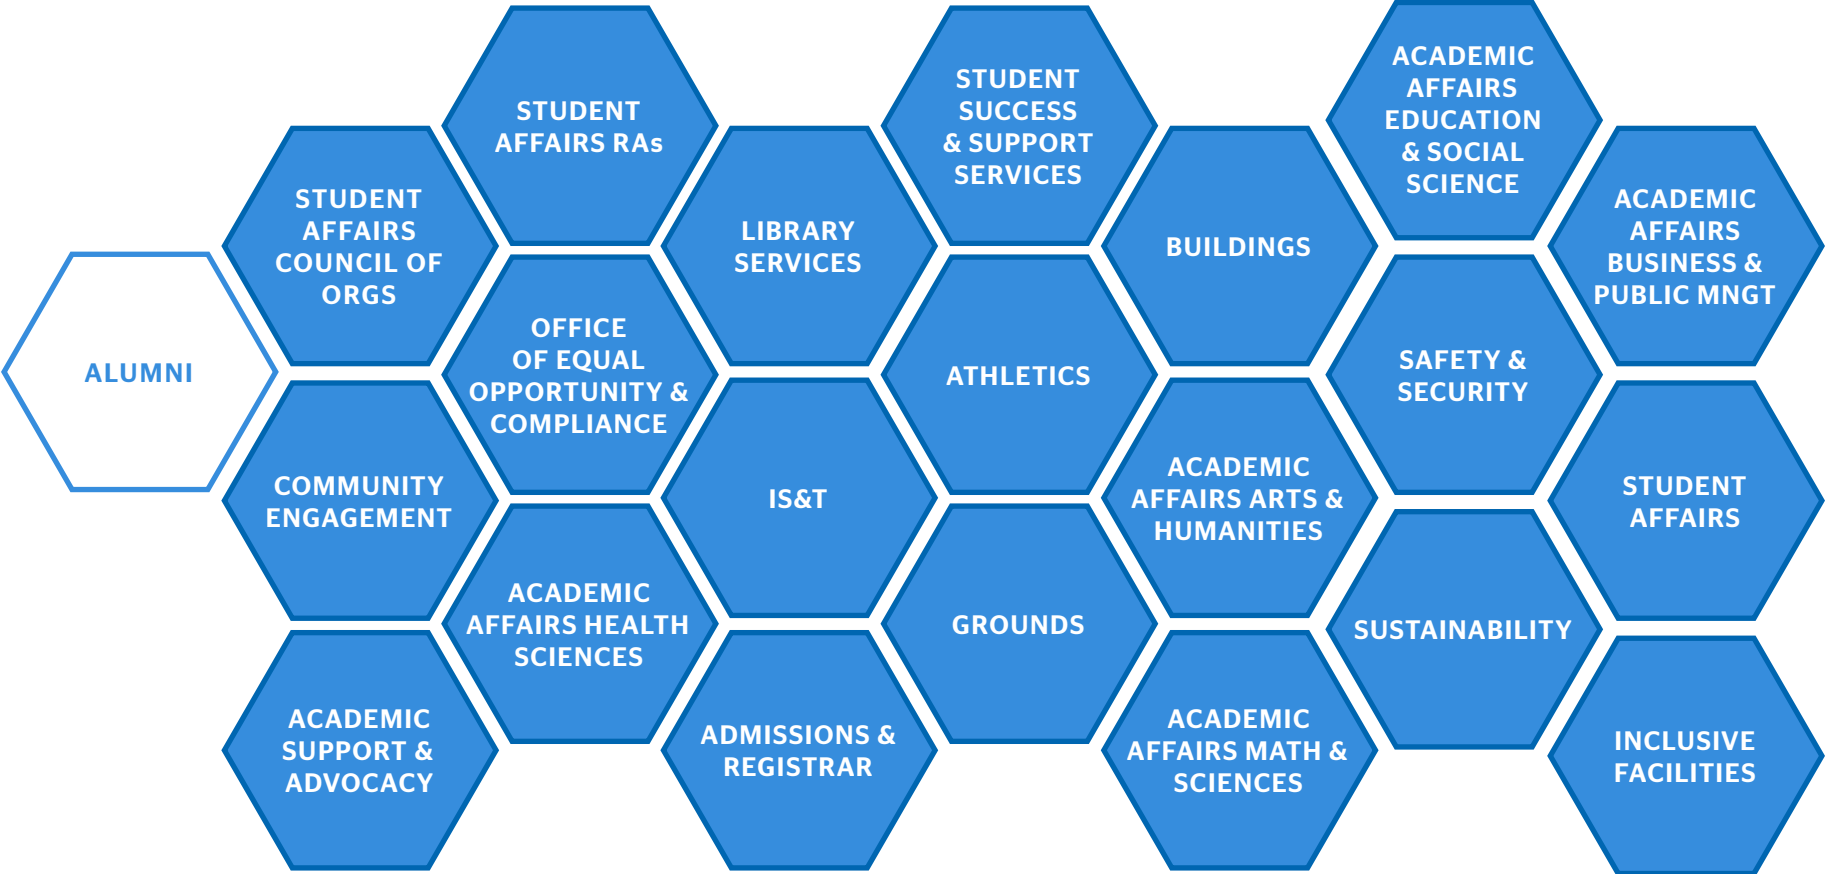 ALUMNI
STUDENT
AFFAIRS
COUNCIL OF
ORGS
COMMUNITY
ENGAGEMENT
ACADEMIC
SUPPORT &
ADVOCACY
STUDENT
AFFAIRS RAs
OFFICE
OF EQUAL
OPPORTUNITY &
COMPLIANCE
ACADEMIC
AFFAIRS HEALTH
SCIENCES
LIBRARY
SERVICES
IS&T
ADMISSIONS &
REGISTRAR
STUDENT
SUCCESS
& SUPPORT
SERVICES
ATHLETICS
GROUNDS
BUILDINGS
ACADEMIC
AFFAIRS ARTS &
HUMANITIES
ACADEMIC
AFFAIRS MATH &
SCIENCES
ACADEMIC
AFFAIRS
EDUCATION
& SOCIAL
SCIENCE
SAFETY &
SECURITY
SUSTAINABILITY
ACADEMIC
AFFAIRS
BUSINESS &
PUBLIC MNGT
STUDENT
AFFAIRS
INCLUSIVE
FACILITIES